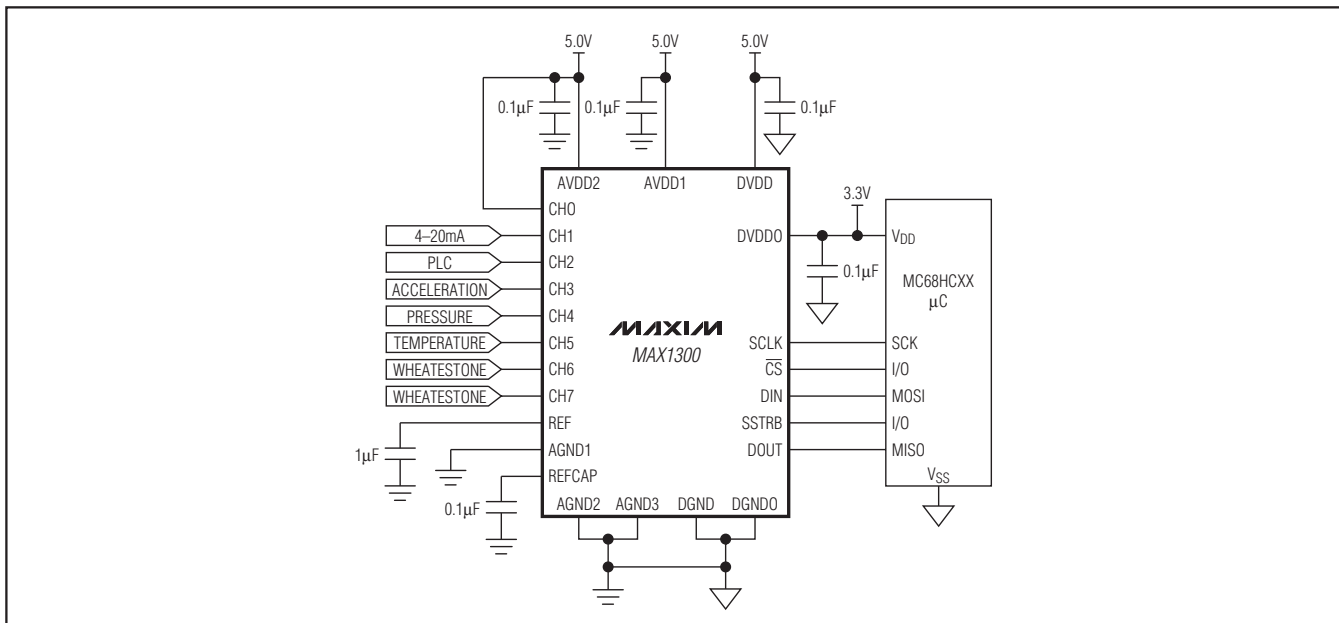 5.0V 5.0V 5.0V
0.1μF 0.1μF 0.1μF
AVDD2 AVDD1 DVDD
3.3V
CH0
4–20mA CH1 DVDDO VDD
PLC CH2
0.1μF
MC68HCXX
μC
ACCELERATION CH3
PRESSURE CH4
MAXIM
MAX1300
TEMPERATURE CH5 SCLK SCK
WHEATESTONE CH6 CS I/O
WHEATESTONE CH7 DIN MOSI
REF SSTRB I/O
1μF AGND1 DOUT MISO
REFCAP
VSS
0.1μF
AGND2 AGND3 DGND DGNDO